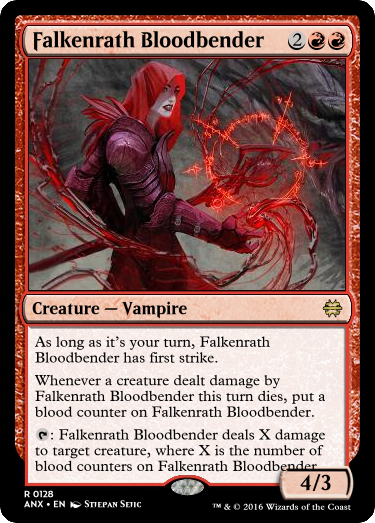 Falkenrath Bloodbender 2
Creature — Vampire
As long as it's your turn, Falkenrath
Bloodbender has first strike.
Whenever a creature dealt damage by
Falkenrath Bloodbender this turn dies, put a
blood counter on Falkenrath Bloodbender.
: Falkenrath Bloodbender deals X damage
to target creature, where X is the number of
blood counters on Falkenrath Bloodbender
4/3
R 0128
ANX • EN STJEPAN SEJIC
™ & © 2016 Wizards of the Coast